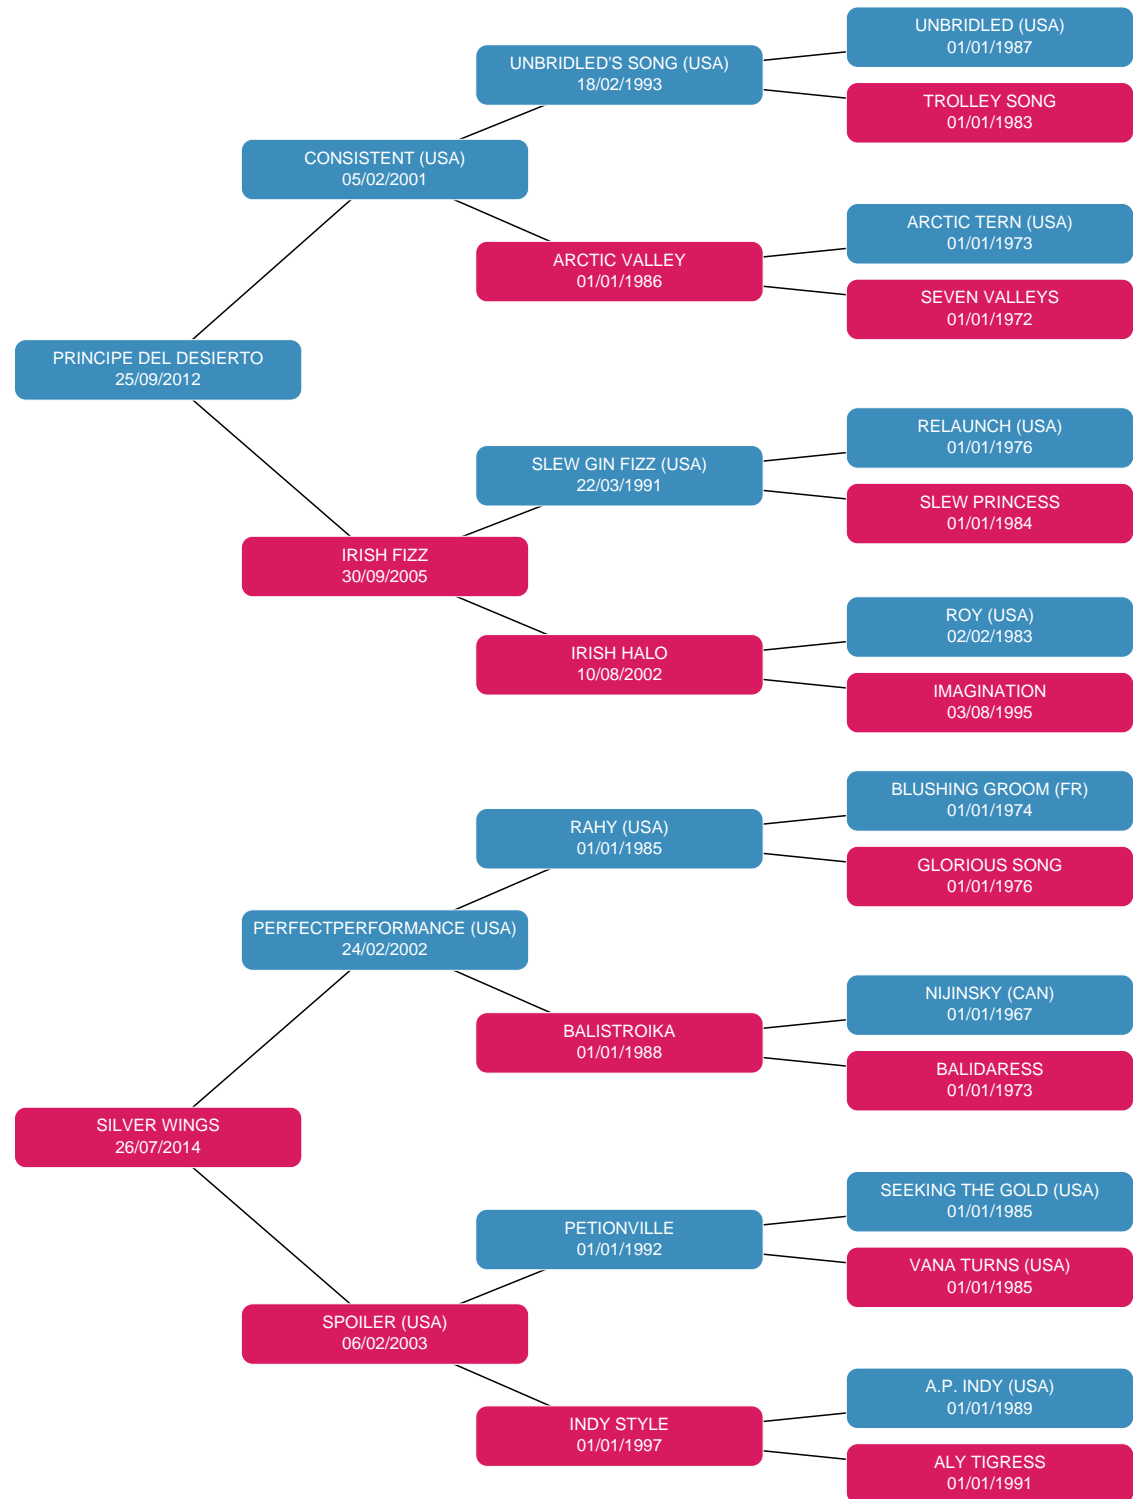 UNBRIDLED (USA)
01/01/1987
UNBRIDLED'S SONG (USA)
18/02/1993
TROLLEY SONG
01/01/1983
CONSISTENT (USA)
05/02/2001
ARCTIC TERN (USA)
01/01/1973
ARCTIC VALLEY
01/01/1986
SEVEN VALLEYS
01/01/1972
PRINCIPE DEL DESIERTO
25/09/2012
RELAUNCH (USA)
01/01/1976
SLEW GIN FIZZ (USA)
22/03/1991
SLEW PRINCESS
01/01/1984
IRISH FIZZ
30/09/2005
ROY (USA)
02/02/1983
IRISH HALO
10/08/2002
IMAGINATION
03/08/1995
BLUSHING GROOM (FR)
01/01/1974
RAHY (USA)
01/01/1985
GLORIOUS SONG
01/01/1976
PERFECTPERFORMANCE (USA)
24/02/2002
NIJINSKY (CAN)
01/01/1967
BALISTROIKA
01/01/1988
BALIDARESS
01/01/1973
SILVER WINGS
26/07/2014
SEEKING THE GOLD (USA)
01/01/1985
PETIONVILLE
01/01/1992
VANA TURNS (USA)
01/01/1985
SPOILER (USA)
06/02/2003
A.P. INDY (USA)
01/01/1989
INDY STYLE
01/01/1997
ALY TIGRESS
01/01/1991